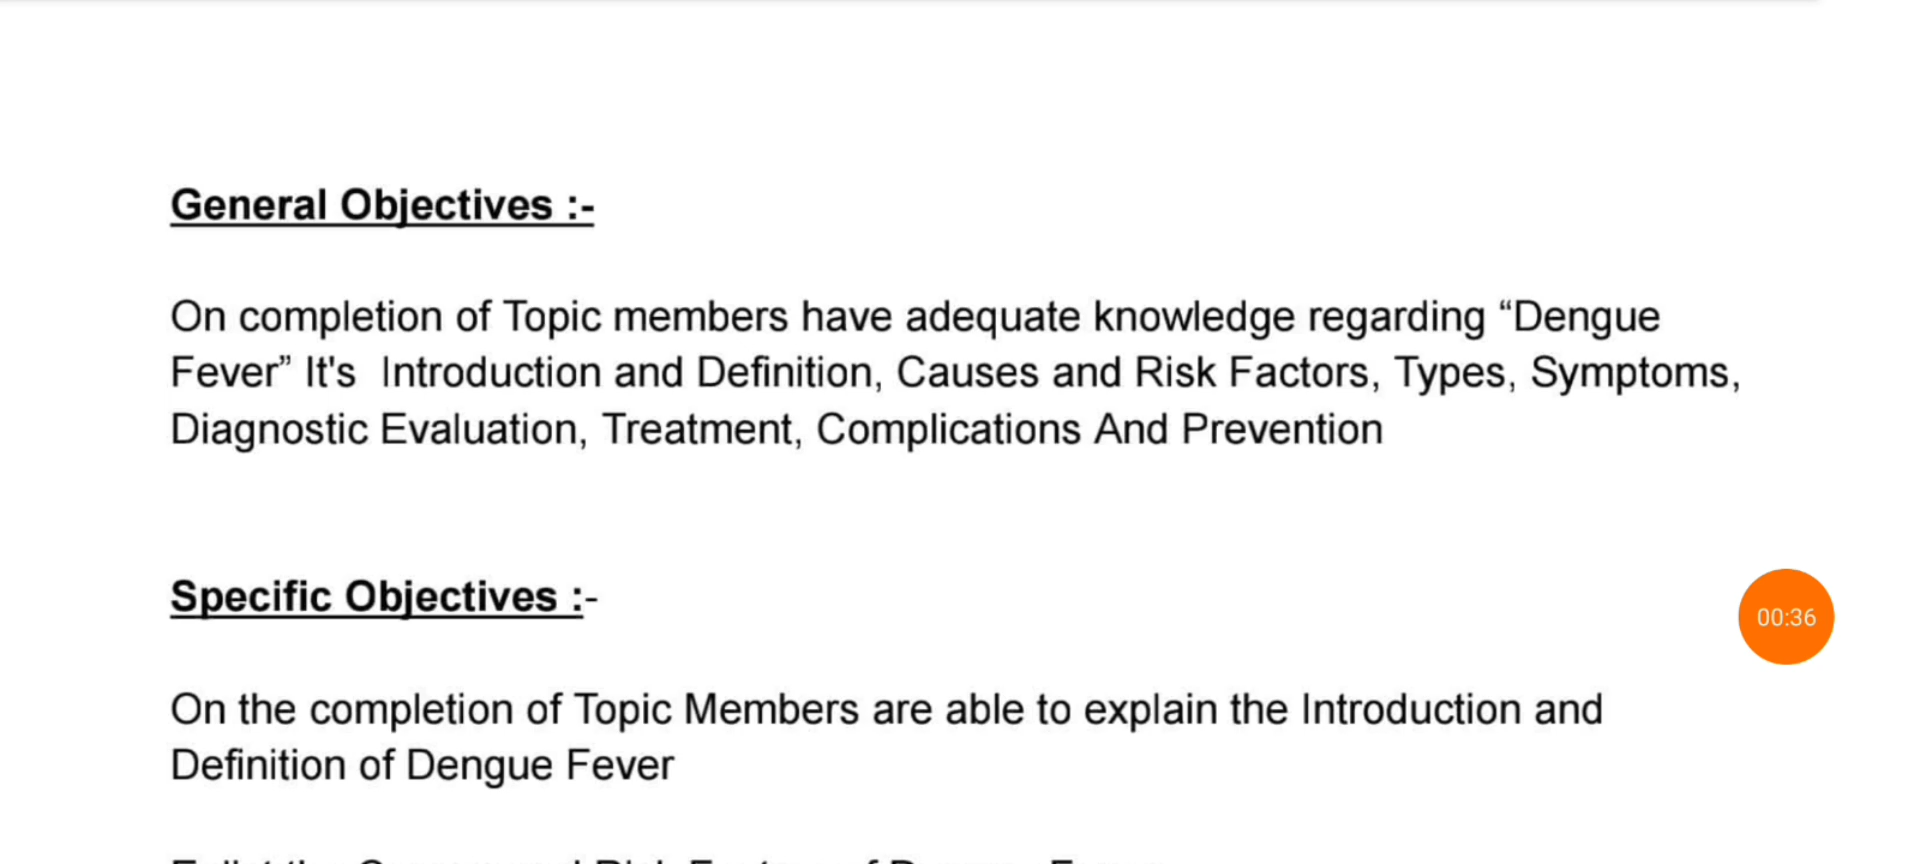 General Objectives :-
On completion of Topic members have adequate knowledge regarding “Dengue
Fever” It's  Introduction and Definition, Causes and Risk Factors, Types, Symptoms,
Diagnostic Evaluation, Treatment, Complications And Prevention
Specific Objectives :-
00:36
On the completion of Topic Members are able to explain the Introduction and
Definition of Dengue Fever